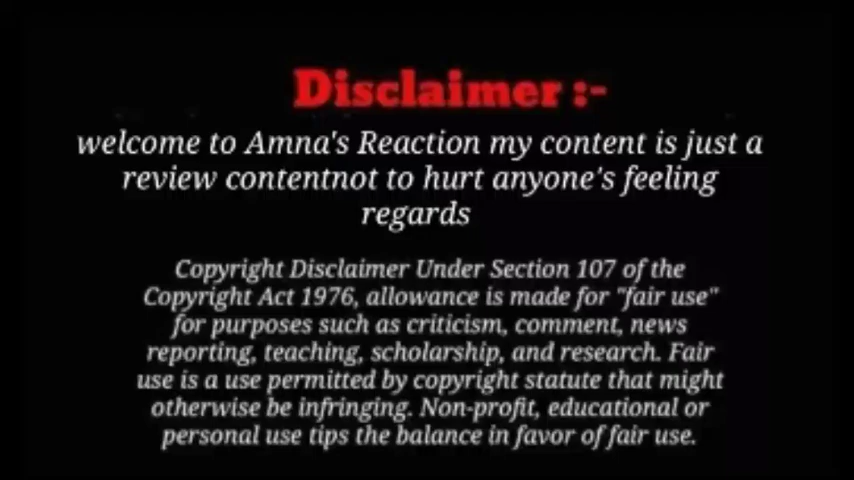 Disclaimer :-
welcome to Amna's Reaction my content is just a
review contentnot to hurt anyone's feeling
regards
Copyright Disclaimer Under Section 107 of the
Copyright Act 1976, allowance is made for "fair use"
for purposes such as criticism, comment, news
reporting, teaching, scholarship, and research. Fair
use is a use permitted by copyright statute that might
otherwise be infringing. Non-profit, educational or
personal use tips the balance in favor of fair use.